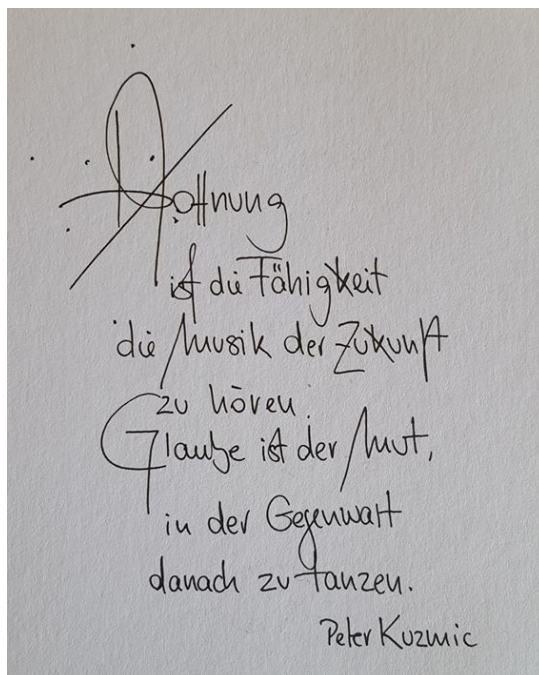 Hoffnung
ist die Fähigkeit
die Musik der Zukunft
zu hören.
Glaube ist der Mut,
in der Gegenwart
danach zu tanzen.
Peter Kuzmic